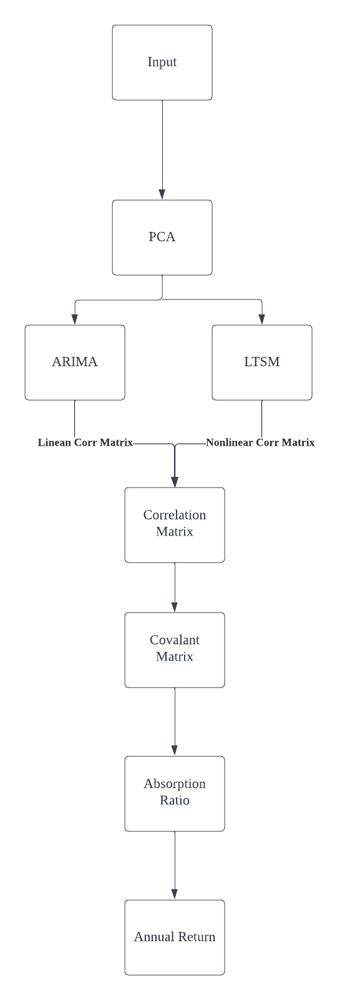 Input
PCA
ARIMA
LTSM
Linean Corr Matrix
Nonlinear Corr Matrix
Correlation
Matrix
Covalant
Matrix
Absorption
Ratio
Annual Return